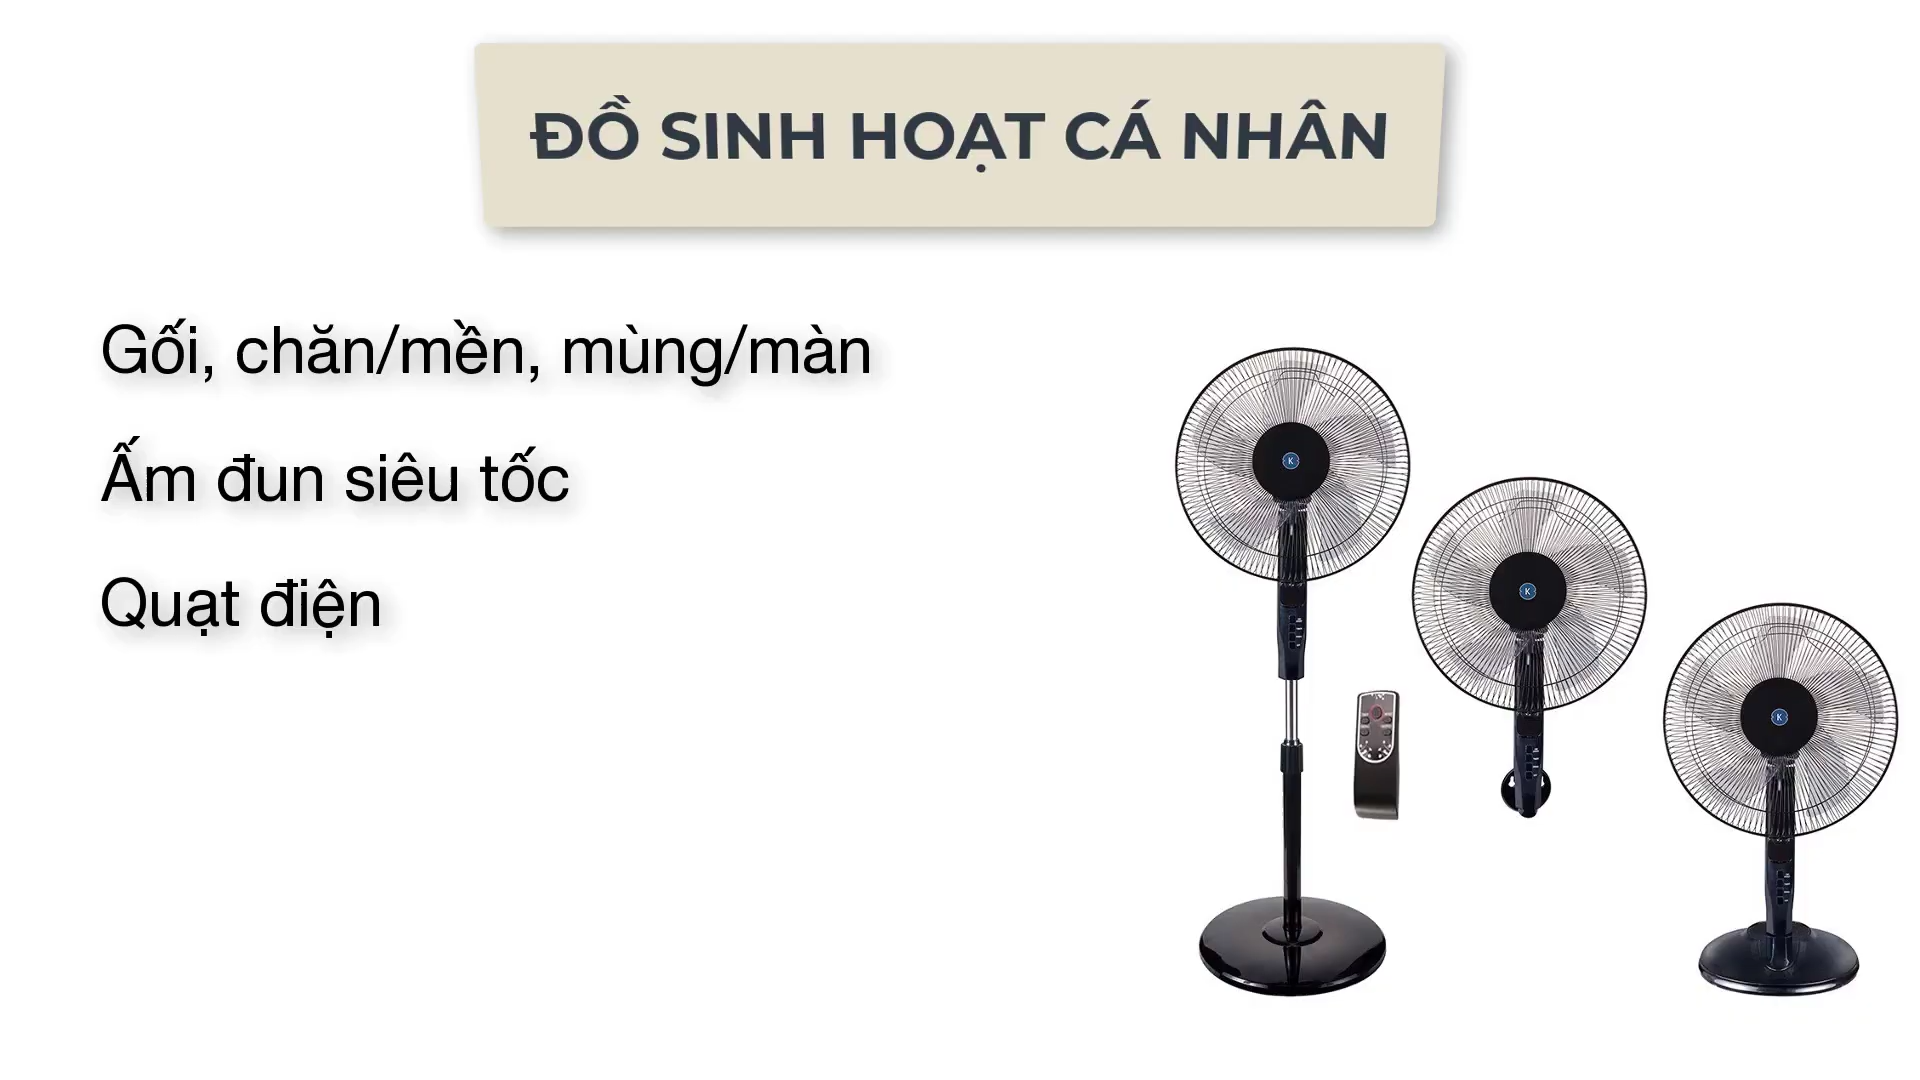 ĐỒ SINH HOẠT CÁ NHÂN
Gối, chăn/mền, mùng/màn
Ấm đun siêu tốc
Quạt điện
K
K
K